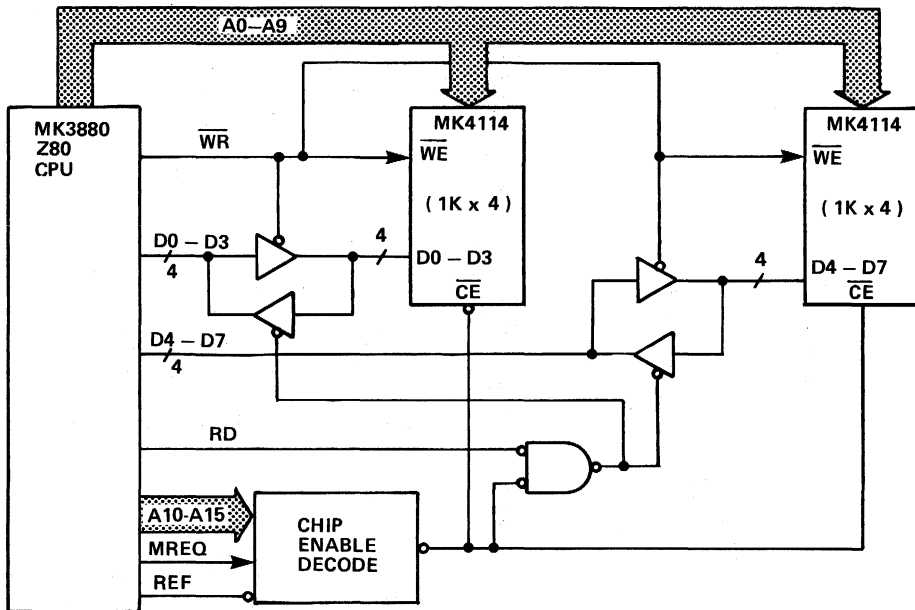 A0–A9
MK3880
Z80
CPU
WR
MK4114
WE
(1K x 4)
D0 – D3
CE
MK4114
WE
(1K x 4)
D4 – D7
CE
D0 – D3
4
4
4
D4 – D7
4
RD
A10-A15
MREQ
REF
CHIP
ENABLE
DECODE